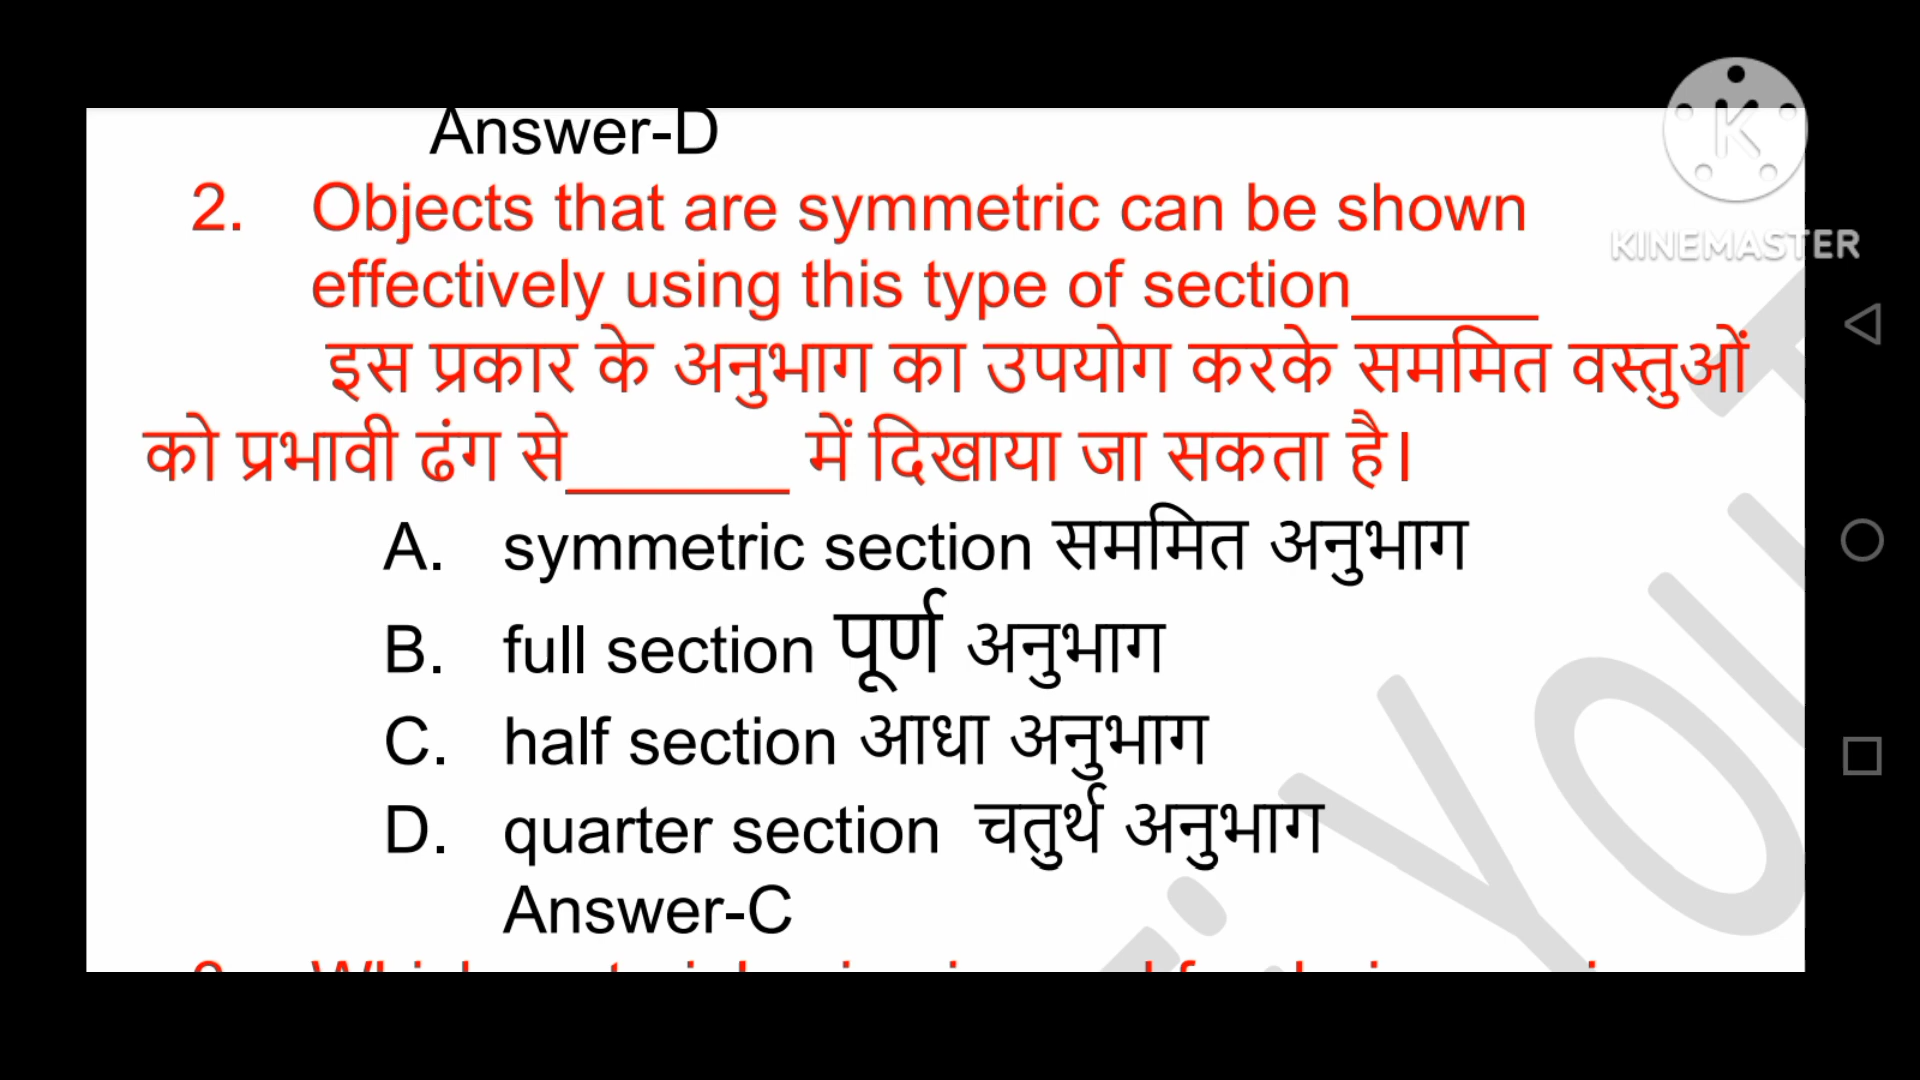 Answer-D
K
KINEMASTER
2. Objects that are symmetric can be shown
effectively using this type of section_____
इस प्रकार के अनुभाग का उपयोग करके सममित वस्तुओं
को प्रभावी ढंग से______ में दिखाया जा सकता है।
A. symmetric section सममित अनुभाग
B. full section पूर्ण अनुभाग
C. half section आधा अनुभाग
D. quarter section चतुर्थ अनुभाग
Answer-C